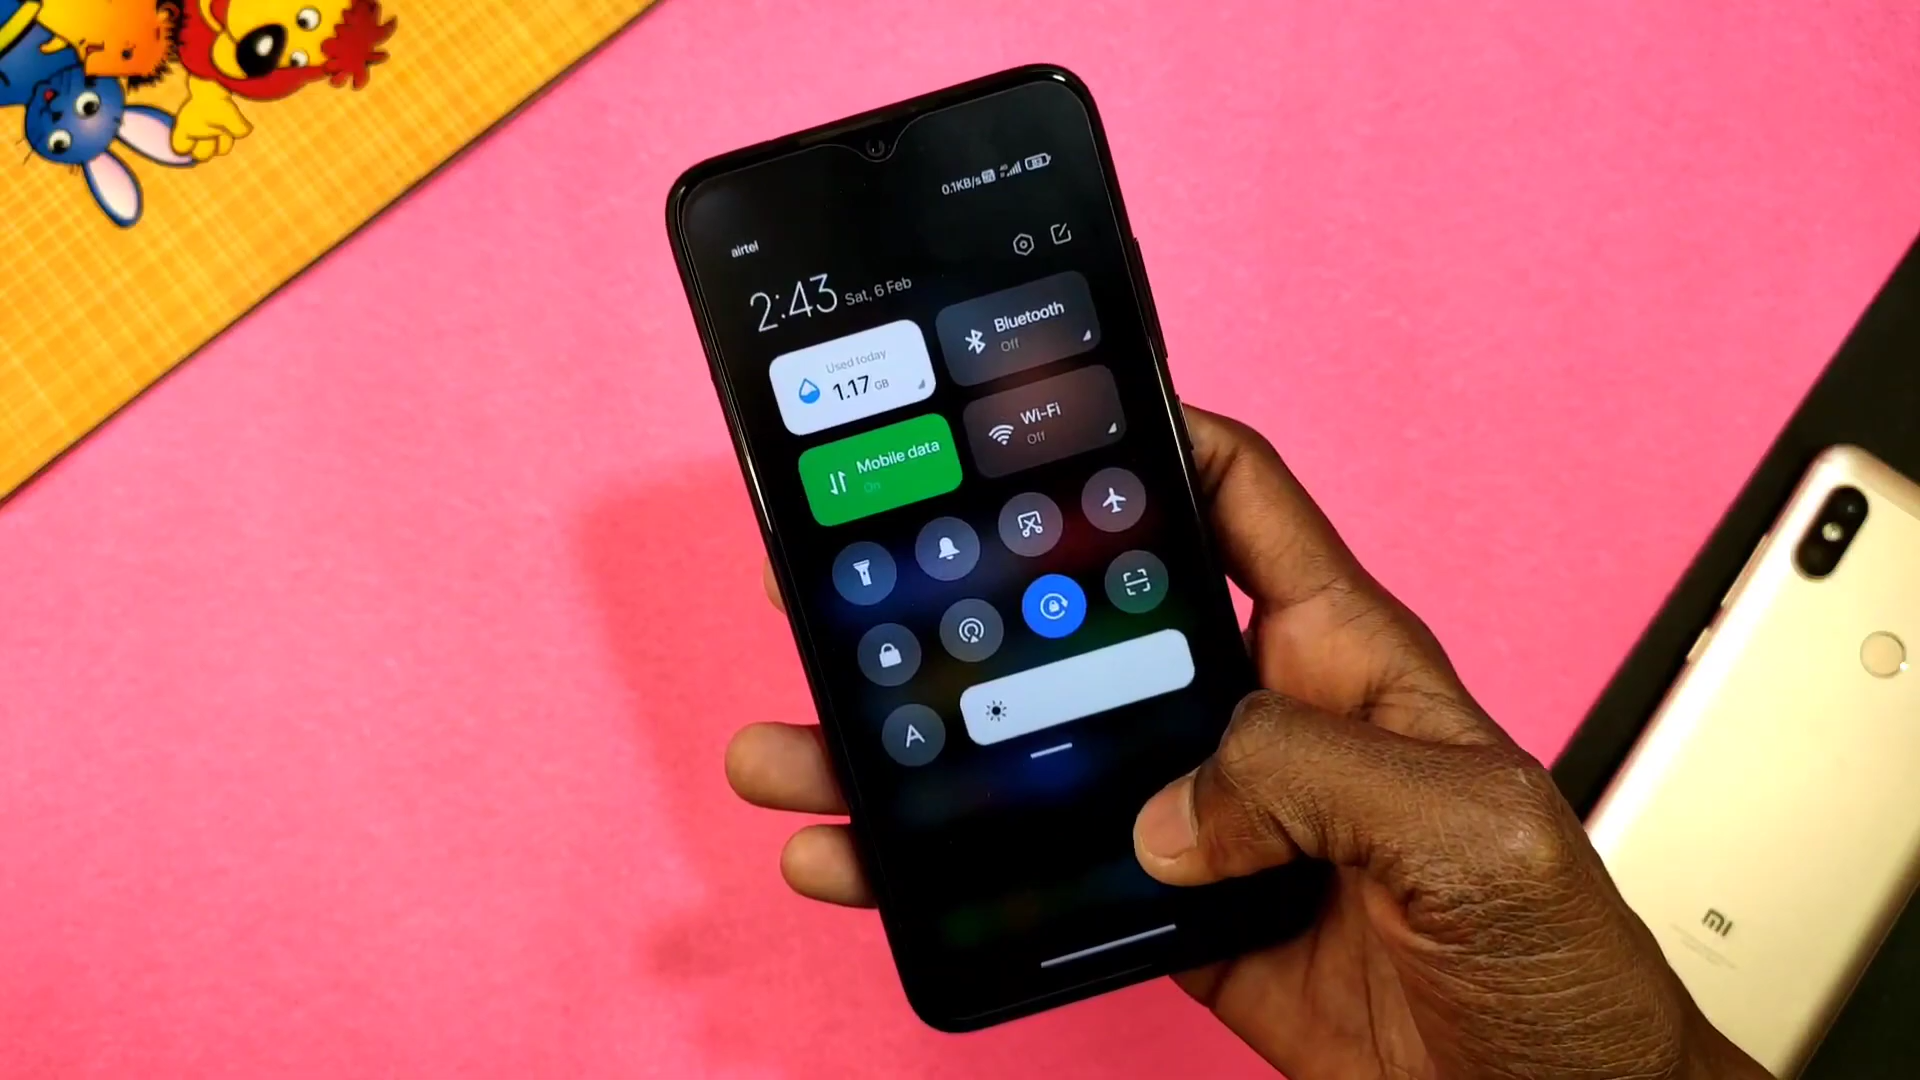 0.1KB/s
airtel
2:43 Sat, 6 Feb
Used today
1.17 GB
Bluetooth
Off
Mobile data
On
Wi-Fi
Off
A
MI